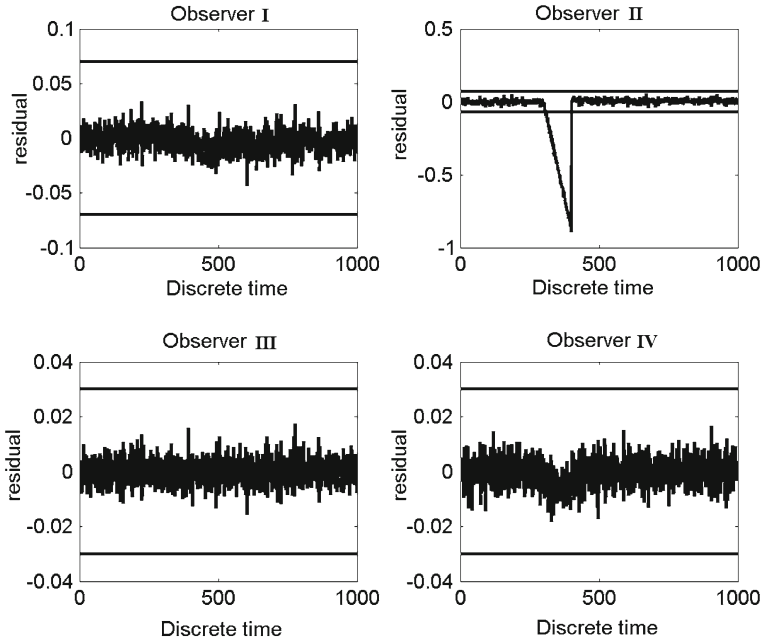 Observer I
0.1
0.05
0
-0.05
-0.1
residual
0 500 1000
Discrete time
Observer II
0.5
0
-0.5
-1
residual
0 500 1000
Discrete time
Observer III
0.04
0.02
0
-0.02
-0.04
residual
0 500 1000
Discrete time
Observer IV
0.04
0.02
0
-0.02
-0.04
residual
0 500 1000
Discrete time